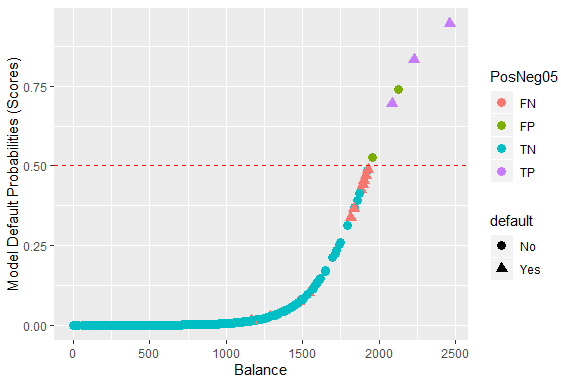 Model Default Probabilities (Scores)
0.75
0.50
0.25
0.00
0
500
1000
1500
2000
2500
Balance
PosNeg05
FN
FP
TN
TP
default
No
Yes